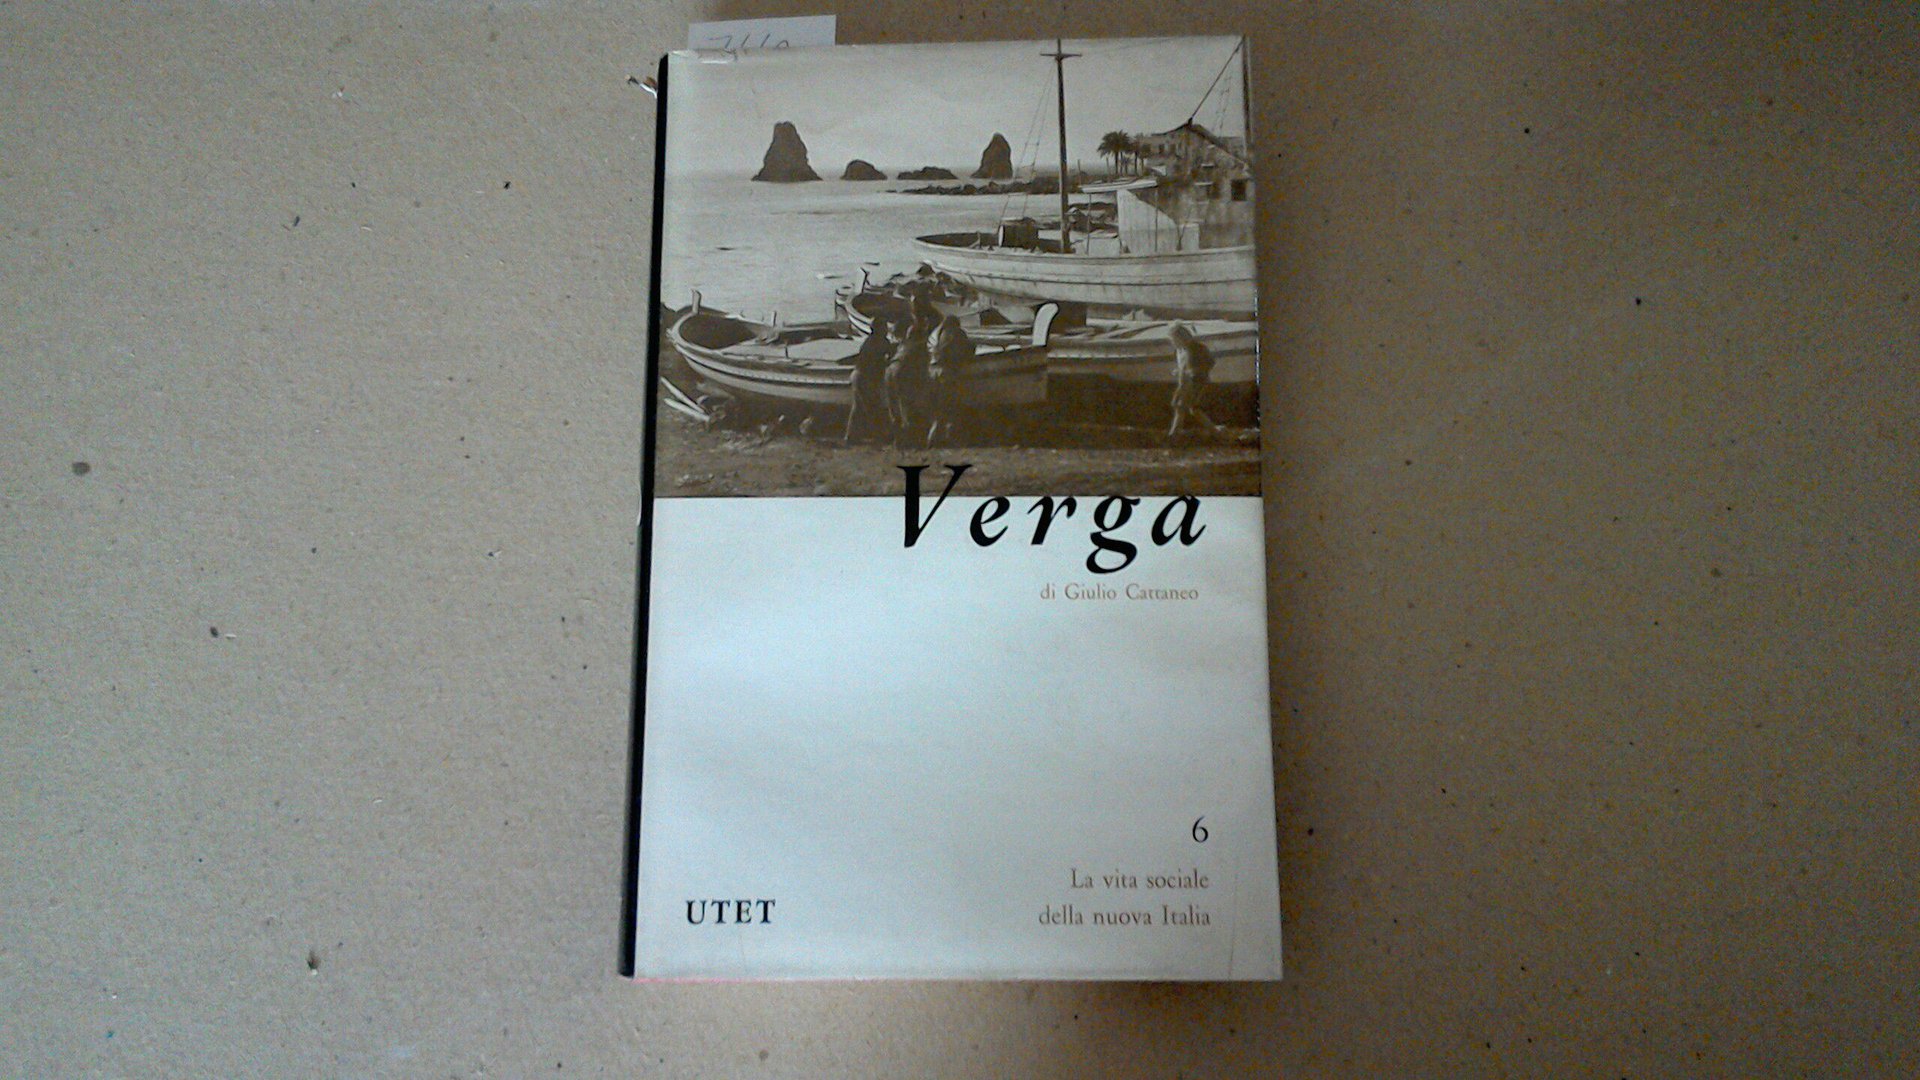 Verga
di Giulio Cattaneo
6
La vita sociale
della nuova Italia
UTET